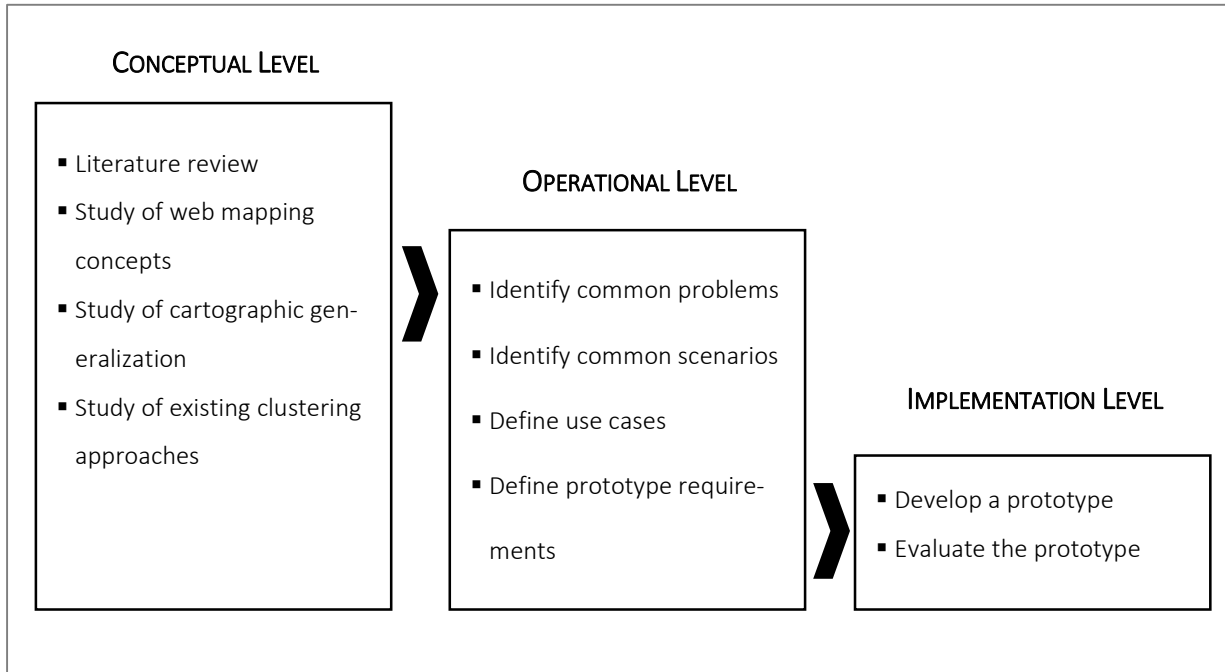 CONCEPTUAL LEVEL
▪ Literature review
▪ Study of web mapping
concepts
▪ Study of cartographic gen-
eralization
▪ Study of existing clustering
approaches
OPERATIONAL LEVEL
▪ Identify common problems
▪ Identify common scenarios
▪ Define use cases
▪ Define prototype require-
ments
IMPLEMENTATION LEVEL
▪ Develop a prototype
▪ Evaluate the prototype